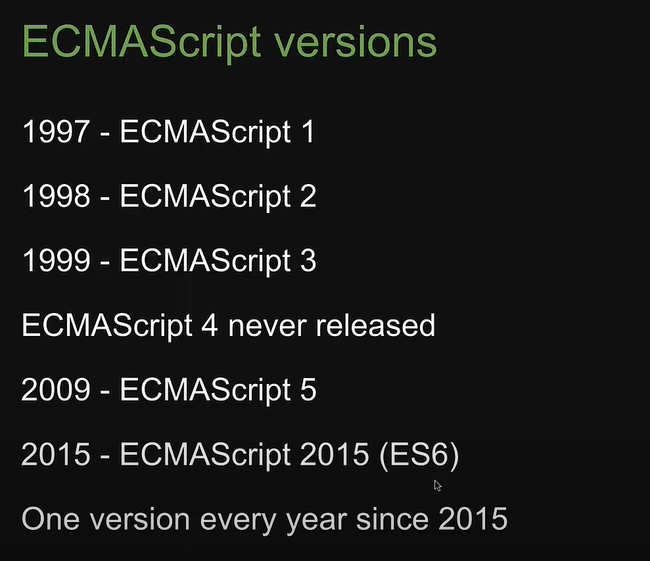 ECMAScript versions
1997 - ECMAScript 1
1998 - ECMAScript 2
1999 - ECMAScript 3
ECMAScript 4 never released
2009 - ECMAScript 5
2015 - ECMAScript 2015 (ES6)
One version every year since 2015